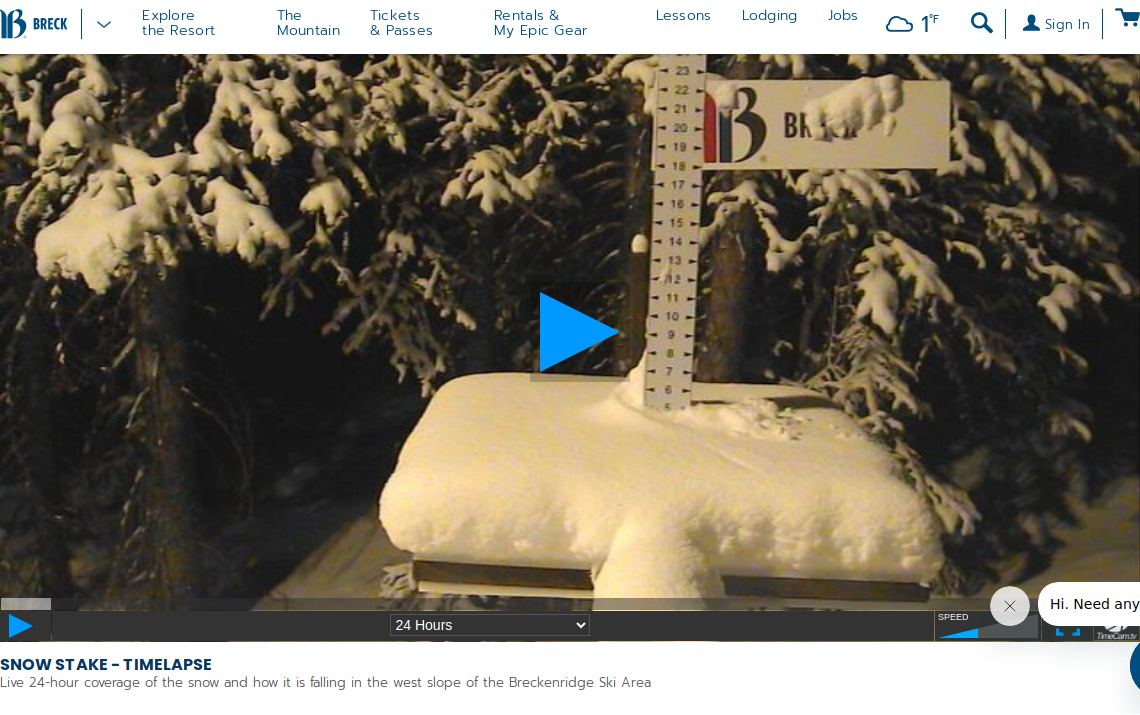 BRECK
Explore
the Resort
The
Mountain
Tickets
& Passes
Rentals &
My Epic Gear
Lessons
Lodging
Jobs
1°F
Sign In
23
22
21
20
19
18
17
16
15
14
13
12
11
10
9
8
7
6
5
B
24 Hours
SPEED
Hi. Need any
TimeCam.tv
SNOW STAKE - TIMELAPSE
Live 24-hour coverage of the snow and how it is falling in the west slope of the Breckenridge Ski Area